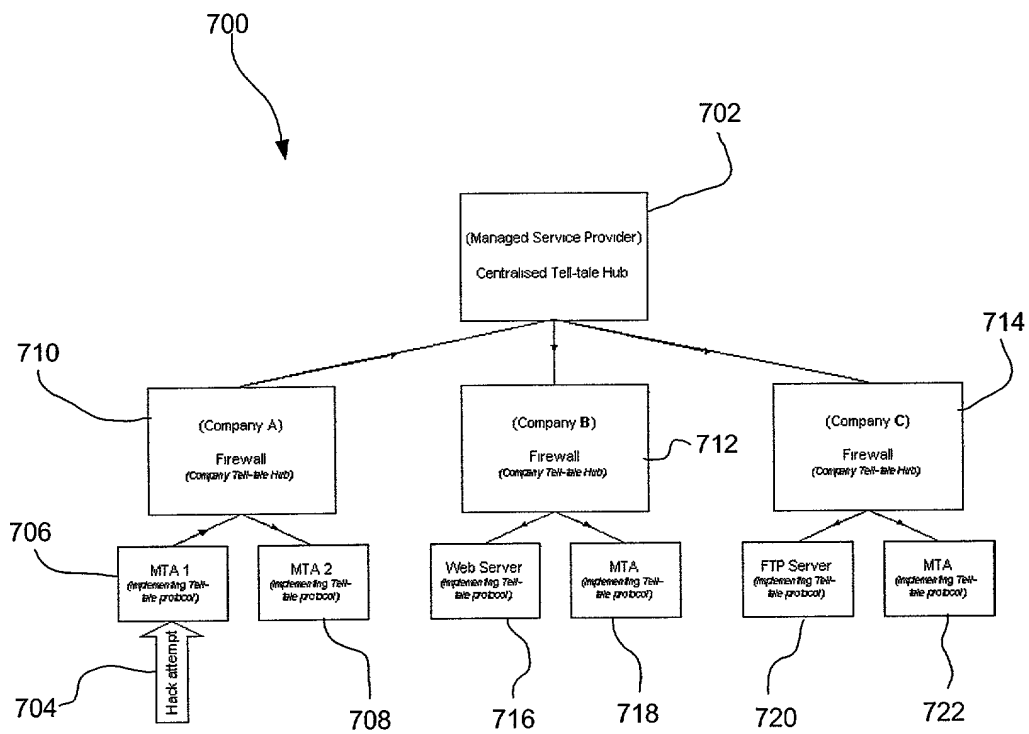 700
702
(Managed Service Provider)
Centralised Tell-tale Hub
710
714
(Company A)
Firewall
(Company Tell-tale Hub)
(Company B)
Firewall
(Company Tell-tale Hub)
712
(Company C)
Firewall
(Company Tell-tale Hub)
706
MTA 1
(Implementing Tell-
tale protocol)
MTA 2
(Implementing Tell-
tale protocol)
Web Server
(Implementing Tell-
tale protocol)
MTA
(Implementing Tell-
tale protocol)
FTP Server
(Implementing Tell-
tale protocol)
MTA
(Implementing Tell-
tale protocol)
Hack attempt
704
708
716
718
720
722